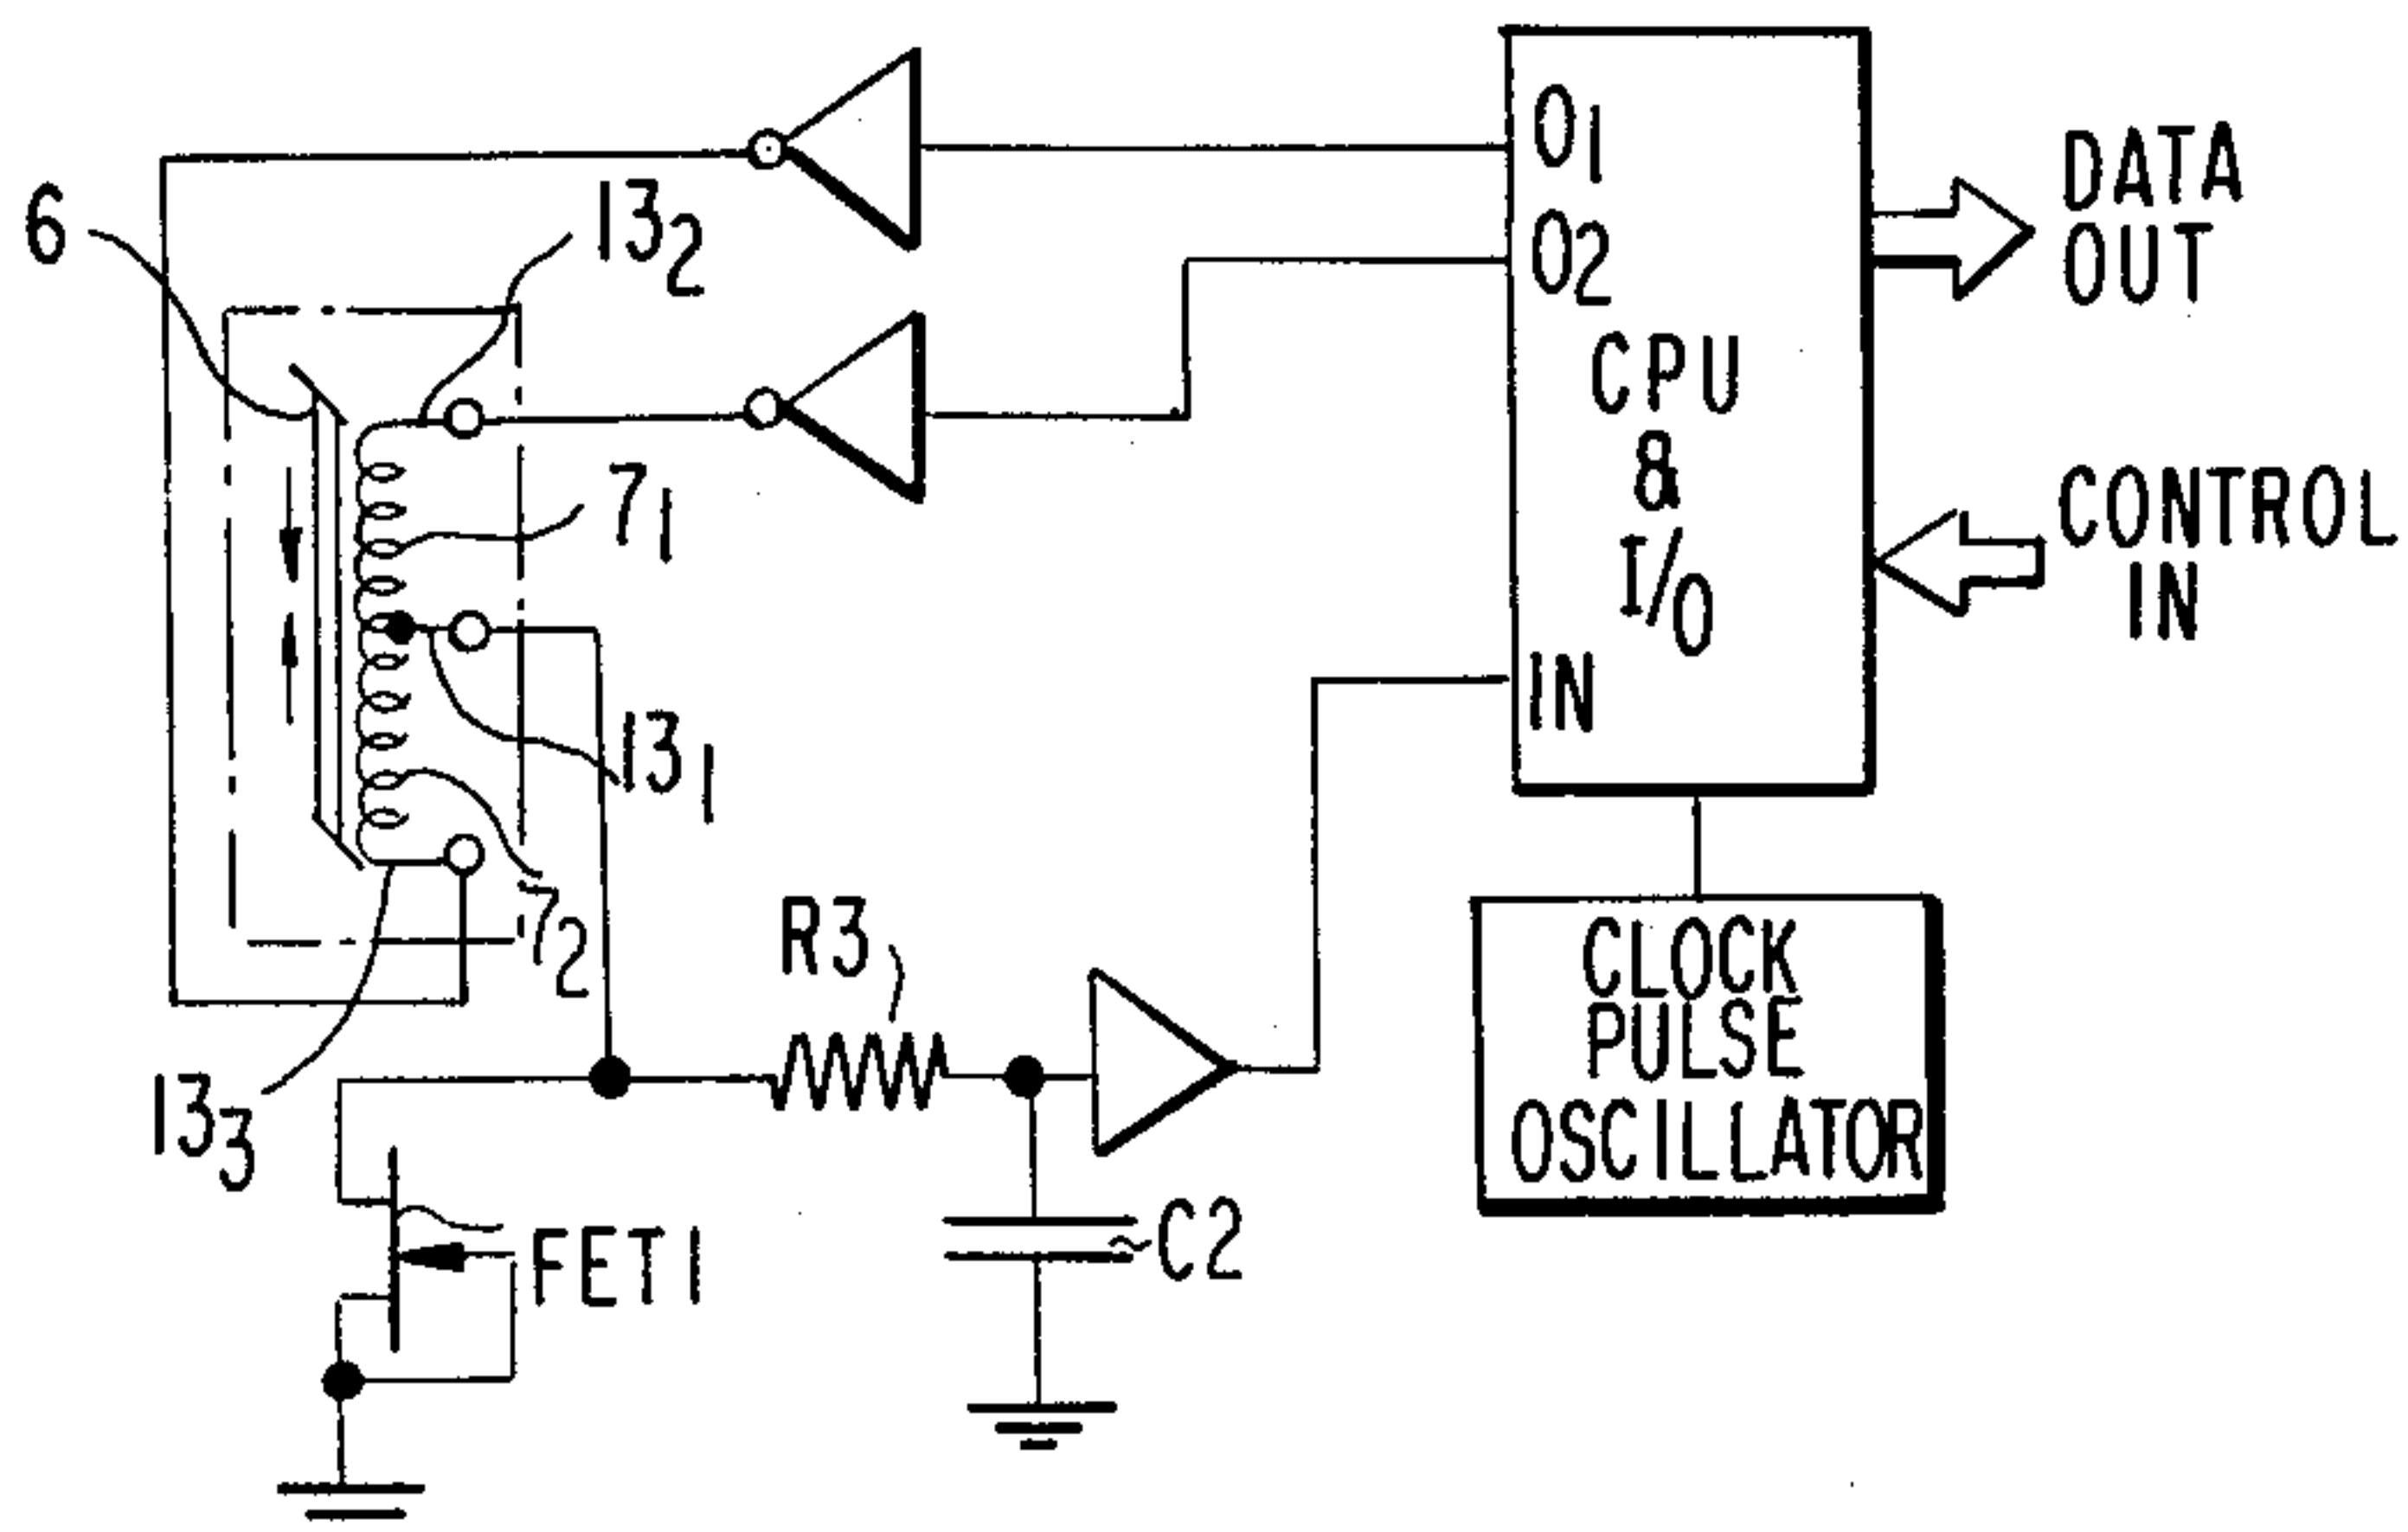 O1
O2
CPU
&
I/O
IN
DATA
OUT
CONTROL
IN
6
13₂
7₁
13₁
7₂
13₃
R3
C2
FET1
CLOCK
PULSE
OSCILLATOR